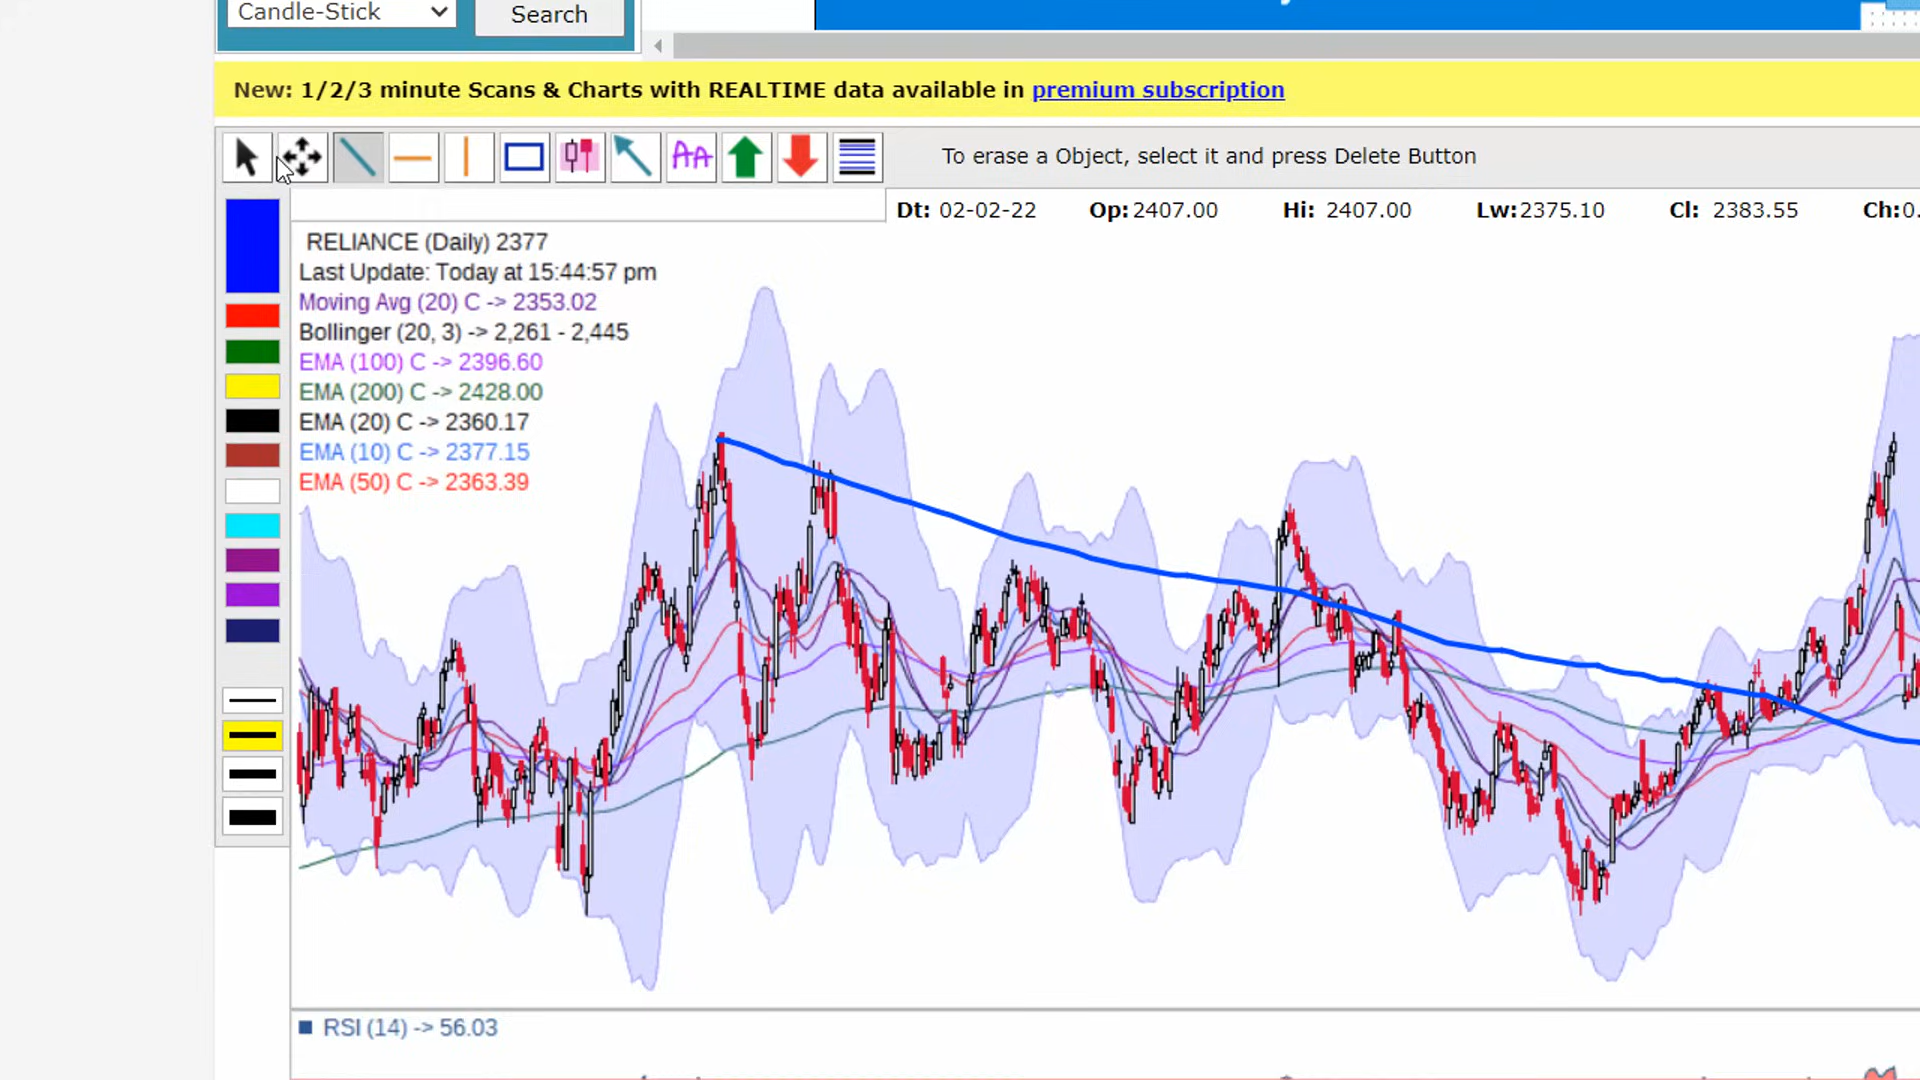 Candle-Stick
Search
New: 1/2/3 minute Scans & Charts with REALTIME data available in premium subscription
AA
To erase a Object, select it and press Delete Button
Dt: 02-02-22 Op: 2407.00 Hi: 2407.00 Lw: 2375.10 Cl: 2383.55 Ch: 0.
RELIANCE (Daily) 2377
Last Update: Today at 15:44:57 pm
Moving Avg (20) C -> 2353.02
Bollinger (20, 3) -> 2,261 - 2,445
EMA (100) C -> 2396.60
EMA (200) C -> 2428.00
EMA (20) C -> 2360.17
EMA (10) C -> 2377.15
EMA (50) C -> 2363.39
RSI (14) -> 56.03